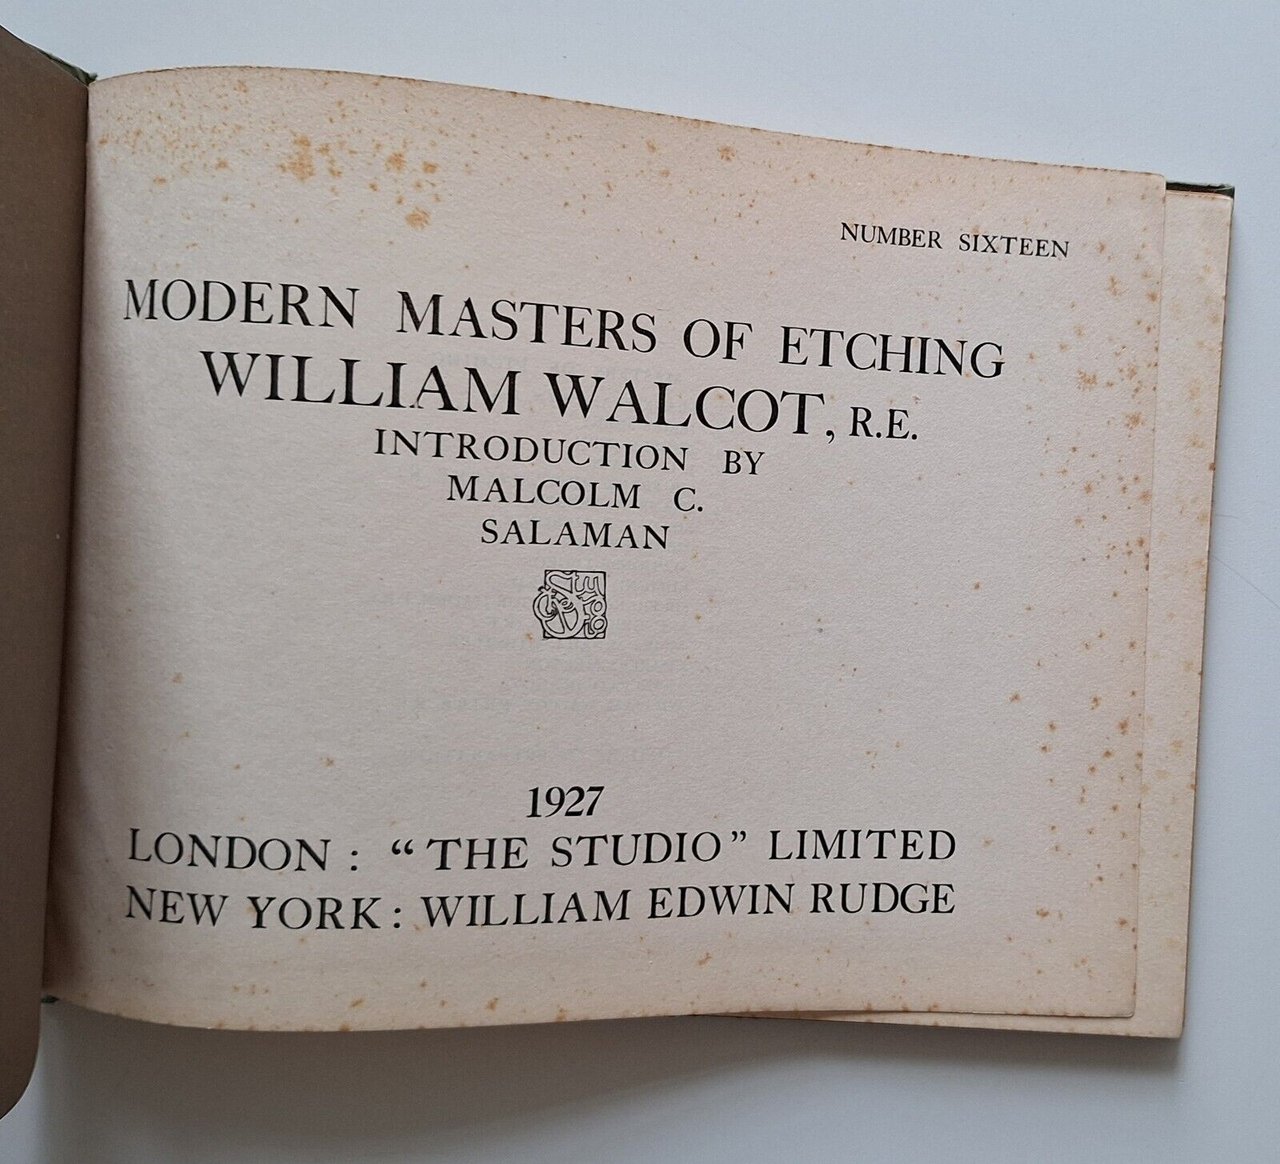 NUMBER SIXTEEN
MODERN MASTERS OF ETCHING
WILLIAM WALCOT, R.E.
INTRODUCTION BY
MALCOLM C.
SALAMAN
1927
LONDON : “THE STUDIO” LIMITED
NEW YORK : WILLIAM EDWIN RUDGE